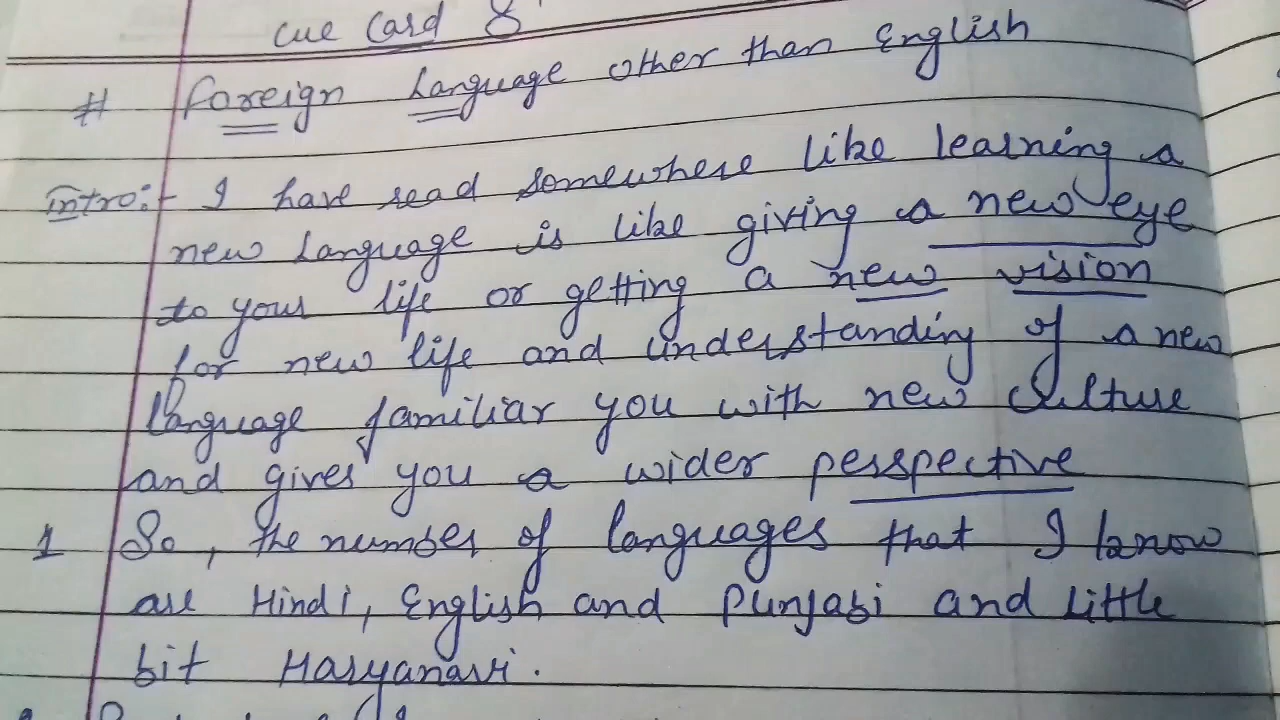 Cue Card 8
# Foreign Language other than English
Intro:- I have read somewhere like learning a
new Language is like giving a new eye
to your life or getting a new vision
for new life and understanding of a new
language familiar you with new culture
and gives you a wider perspective
1 So, the number of languages that I know
are Hindi, English and Punjabi and little
bit Haryanavi.